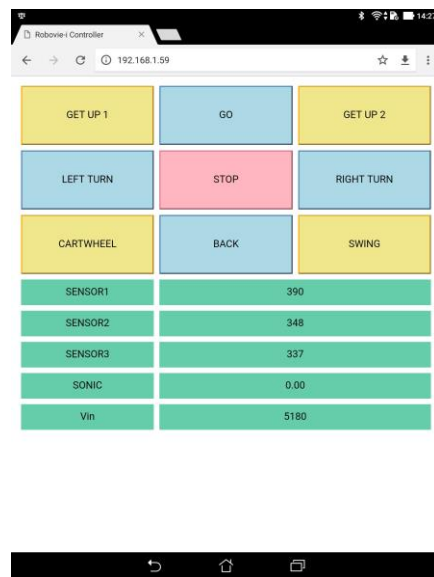 14:27
Robovie-i Controller
192.168.1.59
GET UP 1 GO GET UP 2
LEFT TURN STOP RIGHT TURN
CARTWHEEL BACK SWING
SENSOR1 390
SENSOR2 348
SENSOR3 337
SONIC 0.00
Vin 5180